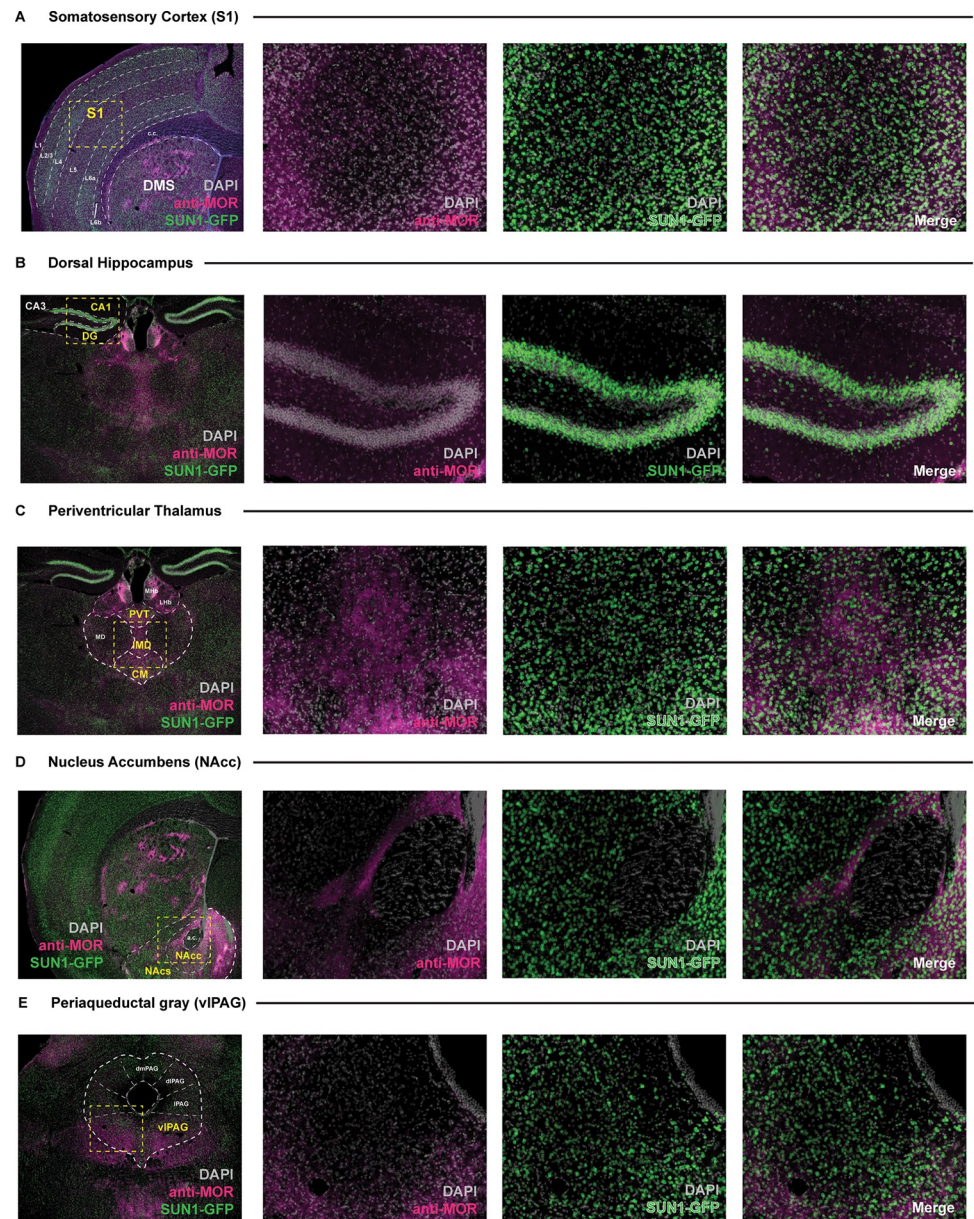 A Somatosensory Cortex (S1)
S1
L1
L2/3
L4
L5
L6a
L6b
c.c.
DMS
DAPI
anti-MOR
SUN1-GFP
DAPI
anti-MOR
DAPI
SUN1-GFP
Merge
B Dorsal Hippocampus
CA3
CA1
DG
DAPI
anti-MOR
SUN1-GFP
DAPI
anti-MOR
DAPI
SUN1-GFP
Merge
C Periventricular Thalamus
MHb
LHb
PVT
MD
IMD
CM
DAPI
anti-MOR
SUN1-GFP
DAPI
anti-MOR
DAPI
SUN1-GFP
Merge
D Nucleus Accumbens (NAcc)
DAPI
anti-MOR
SUN1-GFP
a.c.
NAcc
NAcs
DAPI
anti-MOR
DAPI
SUN1-GFP
Merge
E Periaqueductal gray (vlPAG)
dmPAG
dlPAG
lPAG
vlPAG
DAPI
anti-MOR
SUN1-GFP
DAPI
anti-MOR
DAPI
SUN1-GFP
Merge